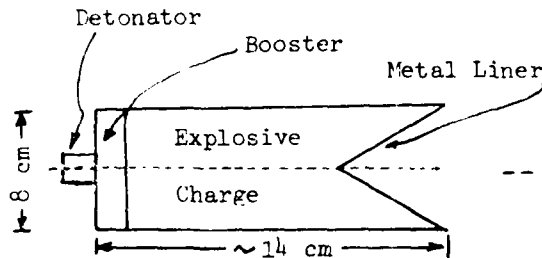 Detonator
Booster
Metal Liner
Explosive
Charge
8 cm
~14 cm